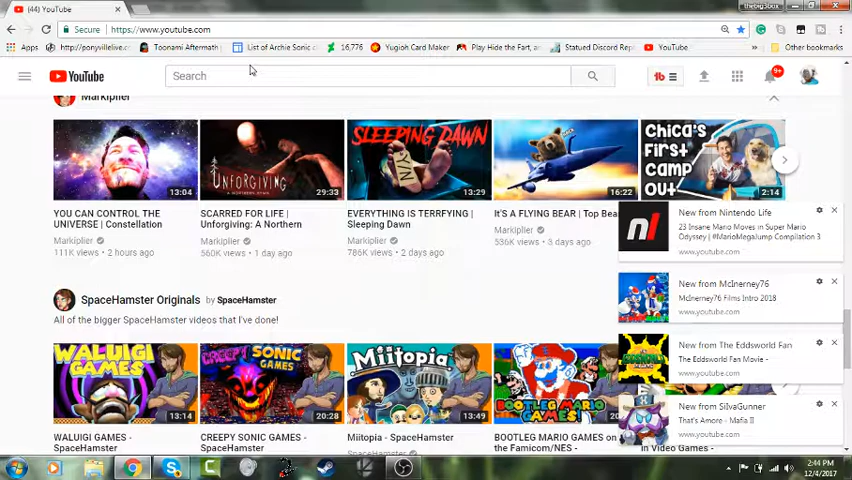 (44) YouTube
thebig3box
Secure
https://www.youtube.com
Apps
http://ponyvillelive.c
Toonami Aftermath
List of Archie Sonic c
16,776
Yugioh Card Maker
Play Hide the Fart, a
Statued Disected Rep
YouTube
YouTube
Search
9+
Markiplier
UNFORGIVING
SLEEPING DAWN
Y/N
CHICA'S FIRST CAMP OUT
13:04
29:33
13:29
16:22
2:14
YOU CAN CONTROL THE UNIVERSE | Constellation
Markiplier
111K views • 2 hours ago
SCARRED FOR LIFE | Unforgiving: A Northern
Markiplier
560K views • 1 day ago
EVERYTHING IS TERRFYING | Sleeping Dawn
Markiplier
786K views • 2 days ago
IT'S A FLYING BEAR | Top Bea
Markiplier
536K views • 3 days ago
New from Nintendo Life
23 Insane Mario Moves in Super Mario Odyssey | #MarioMegaJump Compilation 3
www.youtube.com
New from McInerney76
McInerney76 Films Intro 2018
www.youtube.com
New from The Eddsworld Fan
The Eddsworld Fan Movie -
www.youtube.com
New from SilvaGunner
That's Amore - Mafia II
www.youtube.com
SpaceHamster Originals by SpaceHamster
All of the bigger SpaceHamster videos that I've done!
WALUIGI GAMES
CREEPY SONIC GAMES
Miitopia
BOOTLEG MARIO GAMES!
13:14
20:28
13:49
WALUIGI GAMES - SpaceHamster
CREEPY SONIC GAMES - SpaceHamster
Miitopia - SpaceHamster
BOOTLEG MARIO GAMES on the Famicom/NES -
in Video Games -
2:44 PM
12/4/2017